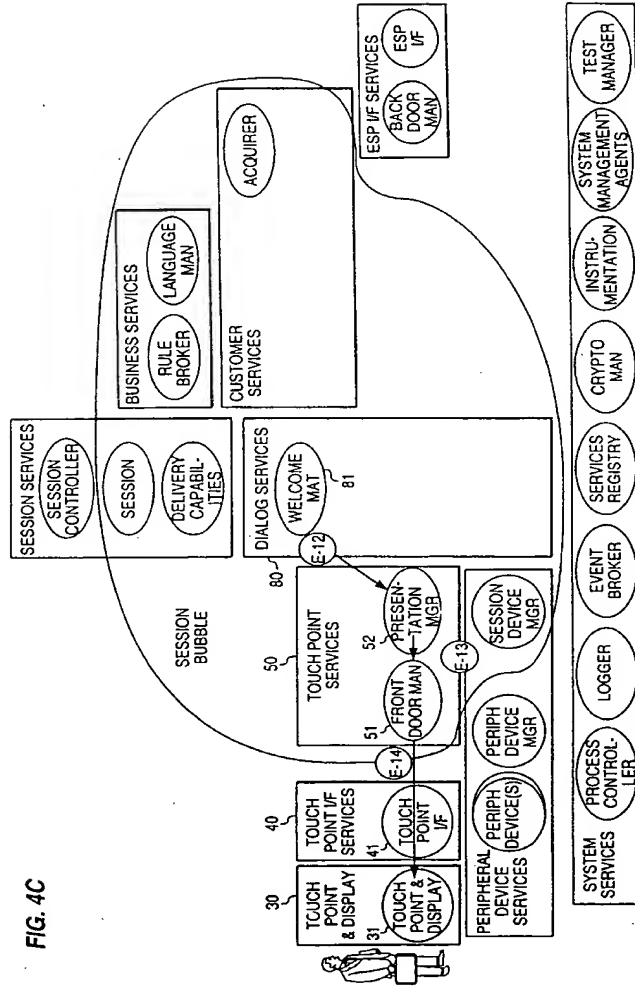 FIG. 4C
30
TOUCH POINT
& DISPLAY
31
TOUCH
POINT &
DISPLAY
40
TOUCH
POINT I/F
SERVICES
41
TOUCH
POINT
I/F
E-14
SESSION
BUBBLE
50
TOUCH POINT
SERVICES
51
FRONT
DOOR MAN
52
PRESEN-
TATION
MGR
E-13
E-12
SESSION SERVICES
SESSION
CONTROLLER
SESSION
DELIVERY
CAPABIL-
ITIES
80
DIALOG SERVICES
WELCOME
MAT
81
BUSINESS SERVICES
RULE
BROKER
LANGUAGE
MAN
CUSTOMER
SERVICES
ACQUIRER
ESP I/F SERVICES
BACK
DOOR
MAN
ESP
I/F
PERIPHERAL DEVICE
SERVICES
PERIPH
DEVICE(S)
PERIPH
DEVICE
MGR
SESSION
DEVICE MGR
SYSTEM
SERVICES
PROCESS
CONTROL-
LER
LOGGER
EVENT
BROKER
SERVICES
REGISTRY
CRYPTO
MAN
INSTRU-
MENTATION
SYSTEM
MANAGEMENT
AGENTS
TEST
MANAGER